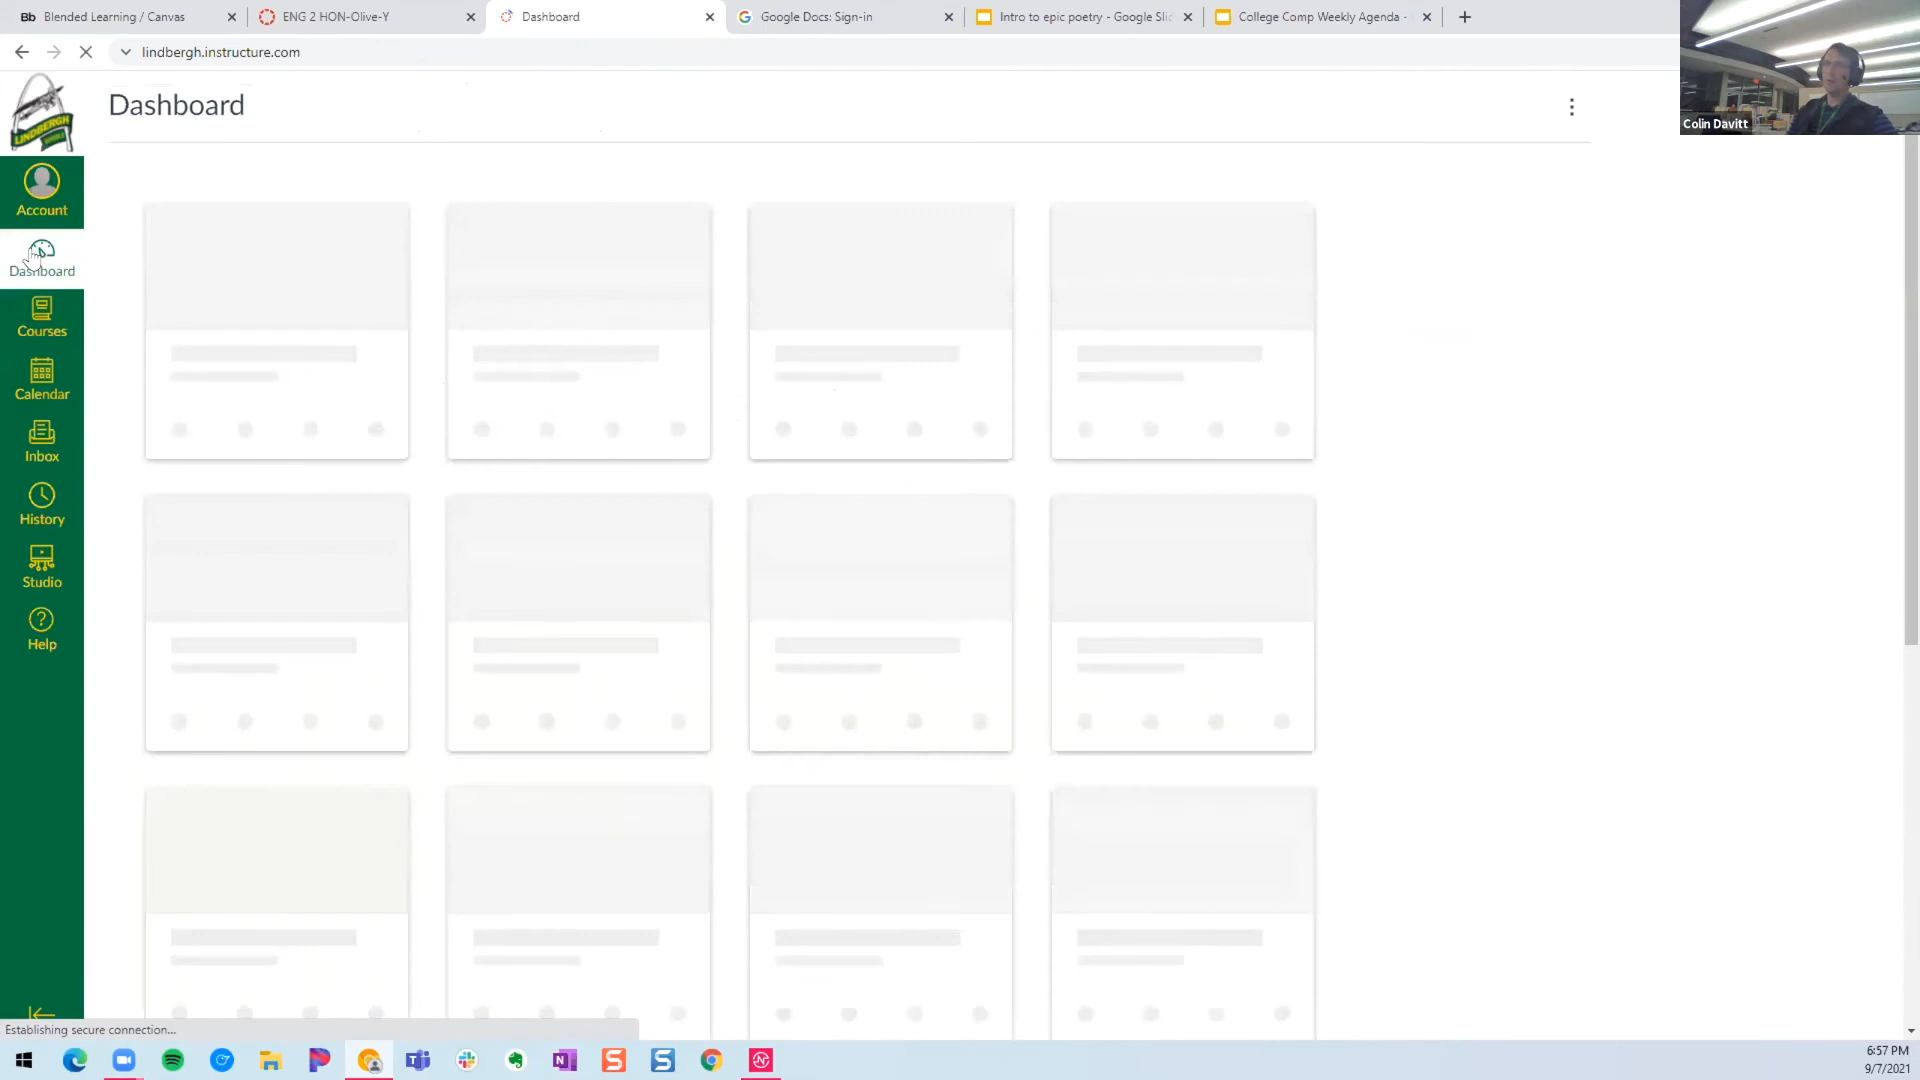 Bb Blended Learning / Canvas
ENG 2 HON-Olive-Y
Dashboard
Google Docs: Sign-in
Intro to epic poetry - Google Slid
College Comp Weekly Agenda -
lindbergh.instructure.com
Colin Davitt
LINDBERGH
Dashboard
Account
Dashboard
Courses
Calendar
Inbox
History
Studio
Help
Establishing secure connection...
6:57 PM
9/7/2021